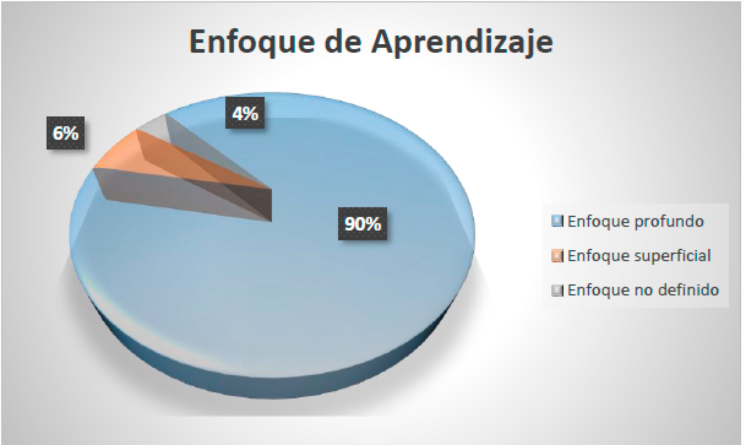 Enfoque de Aprendizaje
4%
6%
90%
Enfoque profundo
Enfoque superficial
Enfoque no definido